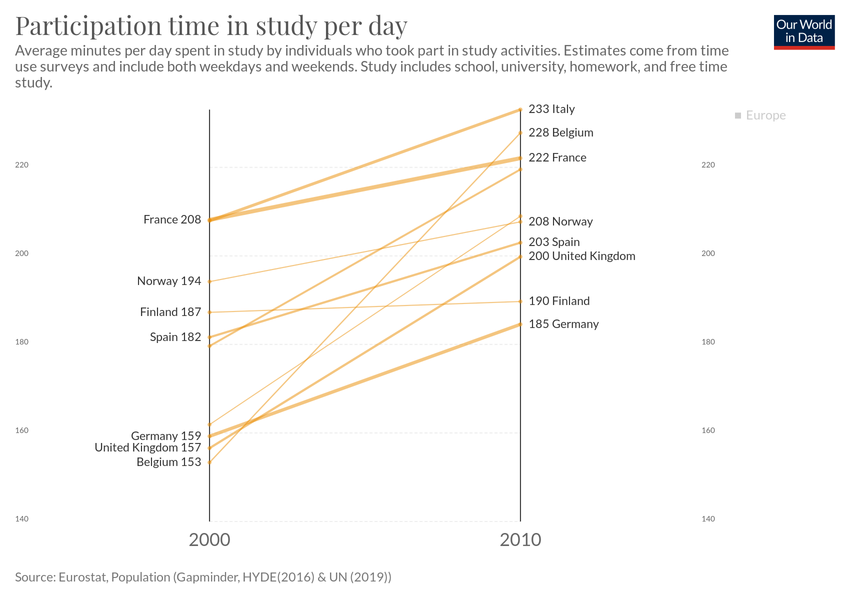 Participation time in study per day
Our World
in Data
Average minutes per day spent in study by individuals who took part in study activities. Estimates come from time
use surveys and include both weekdays and weekends. Study includes school, university, homework, and free time
study.
Europe
233 Italy
228 Belgium
222 France
220
220
France 208
208 Norway
203 Spain
200
200
200 United Kingdom
Norway 194
190 Finland
Finland 187
185 Germany
Spain 182
180
180
160
160
Germany 159
United Kingdom 157
Belgium 153
140
140
2000
2010
Source: Eurostat, Population (Gapminder, HYDE(2016) & UN (2019))